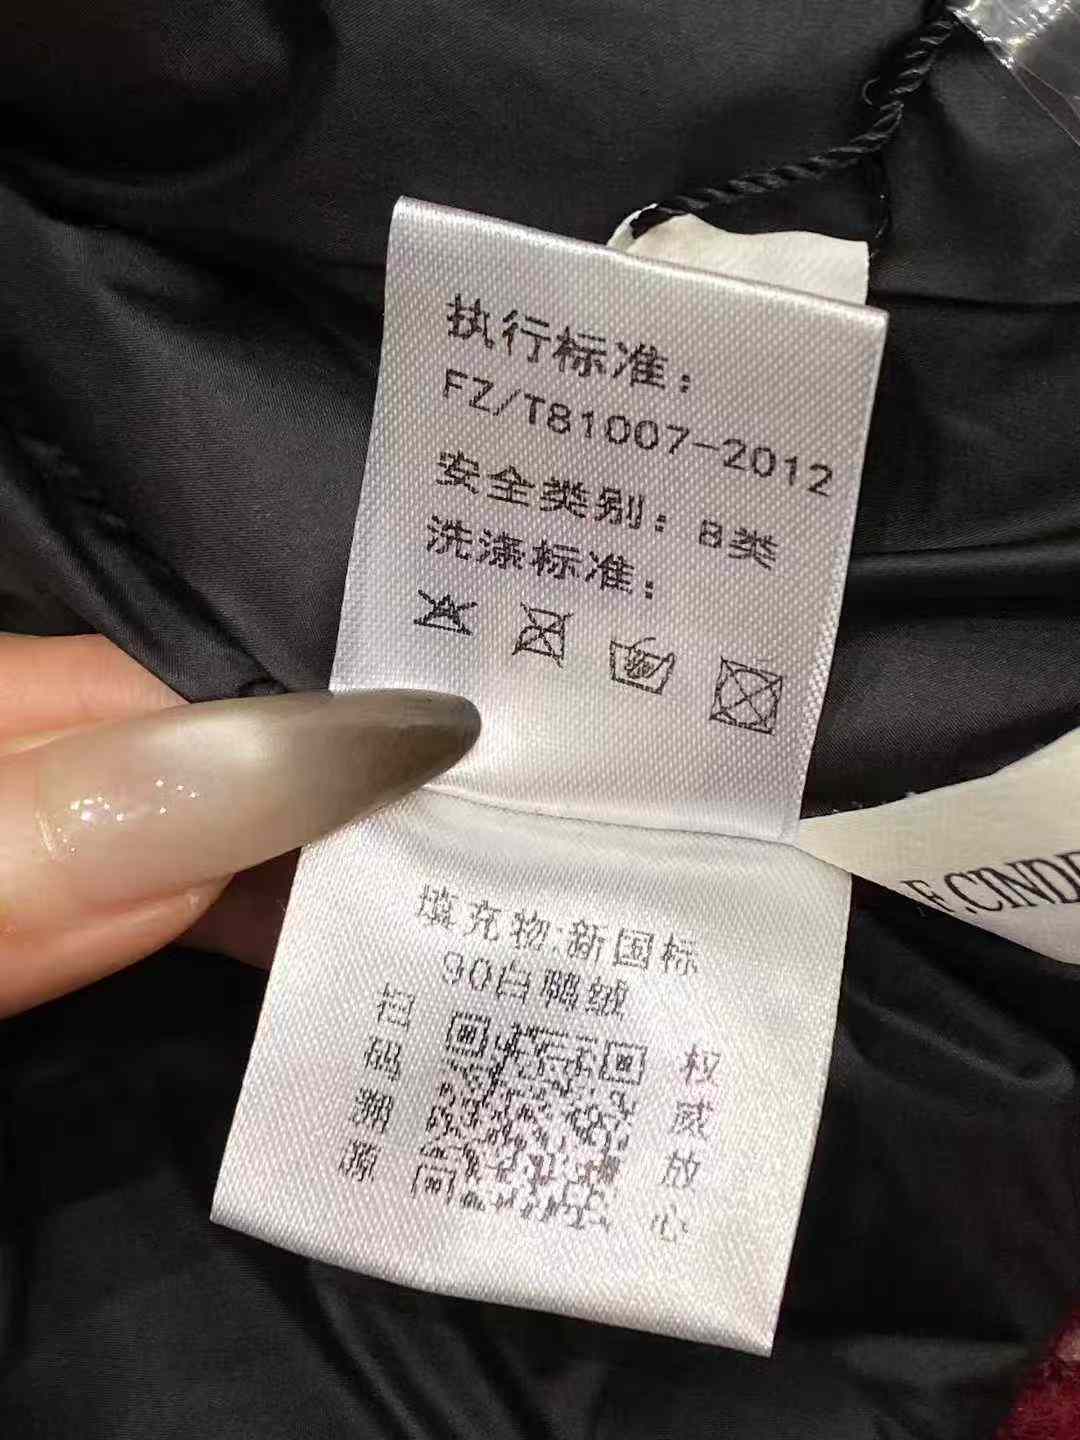 执行标准：
FZ/T81007-2012
安全类别：B类
洗涤标准：
填充物:新国标
90白鸭绒
扫码溯源
权威放心
F.CINDE